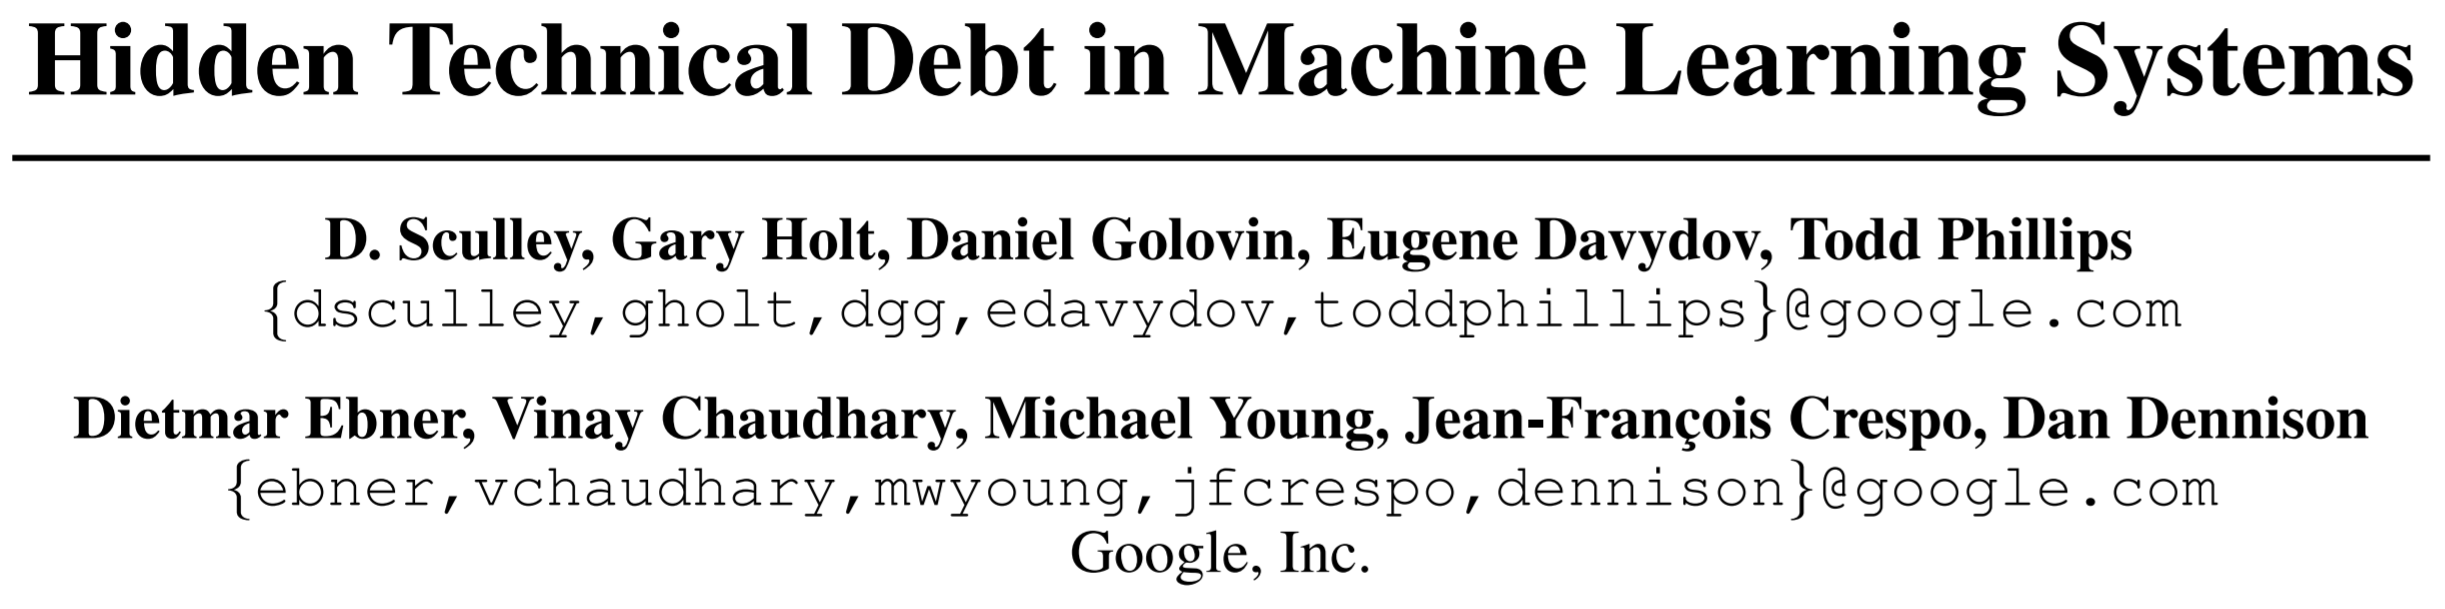 Hidden Technical Debt in Machine Learning Systems
D. Sculley, Gary Holt, Daniel Golovin, Eugene Davydov, Todd Phillips
{dsculley,gholt,dgg,edavydov,toddphillips}@google.com
Dietmar Ebner, Vinay Chaudhary, Michael Young, Jean-François Crespo, Dan Dennison
{ebner,vchaudhary,mwyoung,jfcrespo,dennison}@google.com
Google, Inc.